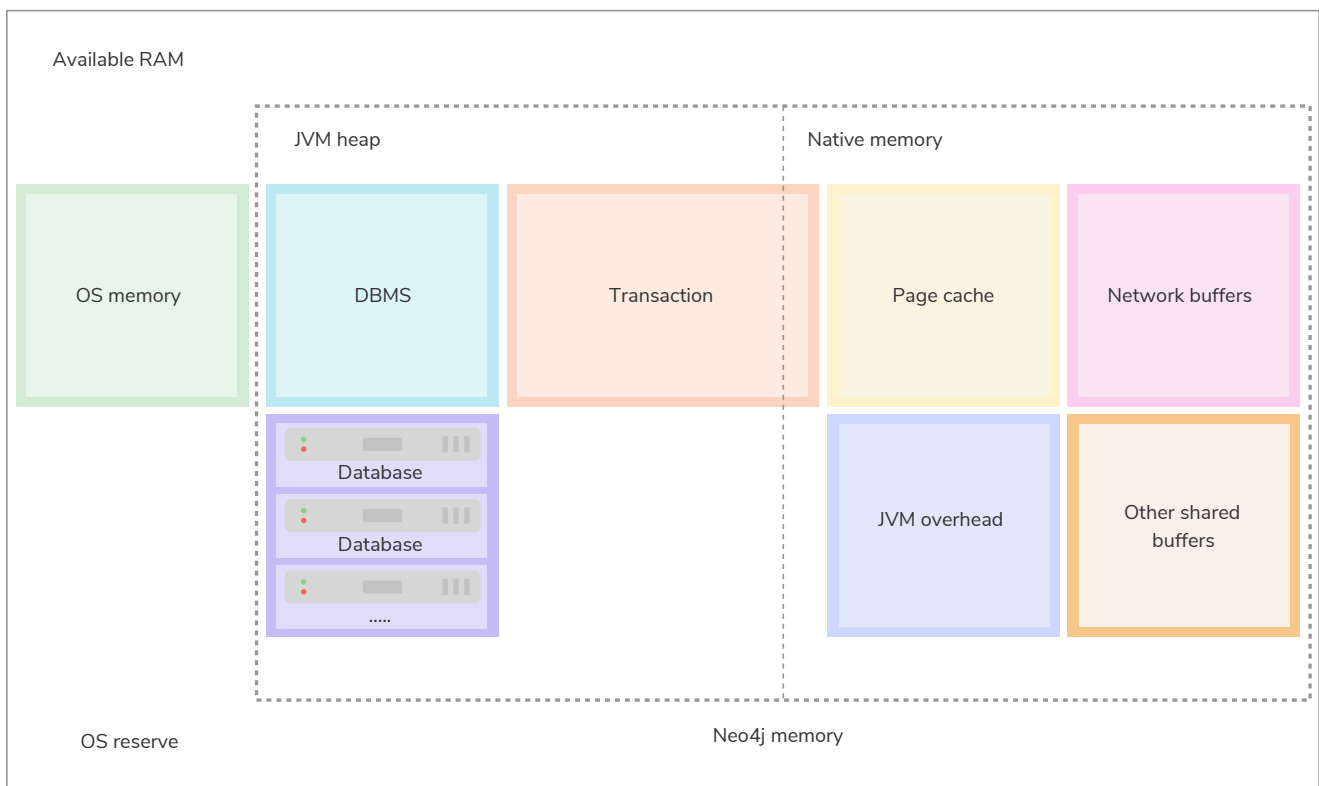 Available RAM
JVM heap
Native memory
OS memory
DBMS
Transaction
Page cache
Network buffers
Database
Database
.....
JVM overhead
Other shared
buffers
OS reserve
Neo4j memory